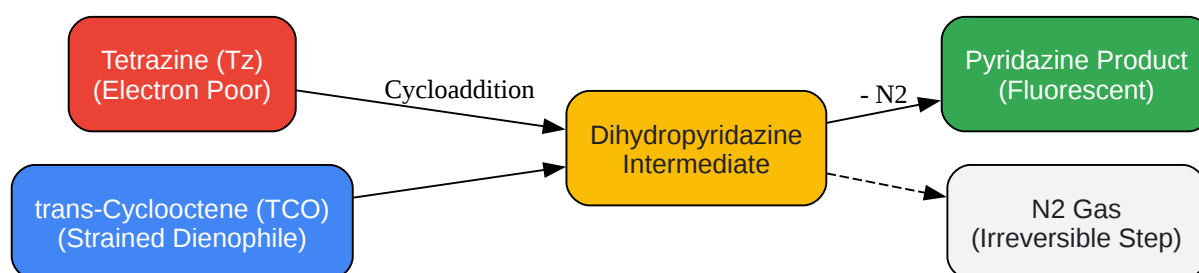 Tetrazine (Tz)
(Electron Poor)
Cycloaddition
trans-Cyclooctene (TCO)
(Strained Dienophile)
Dihydropyridazine
Intermediate
- N2
Pyridazine Product
(Fluorescent)
N2 Gas
(Irreversible Step)